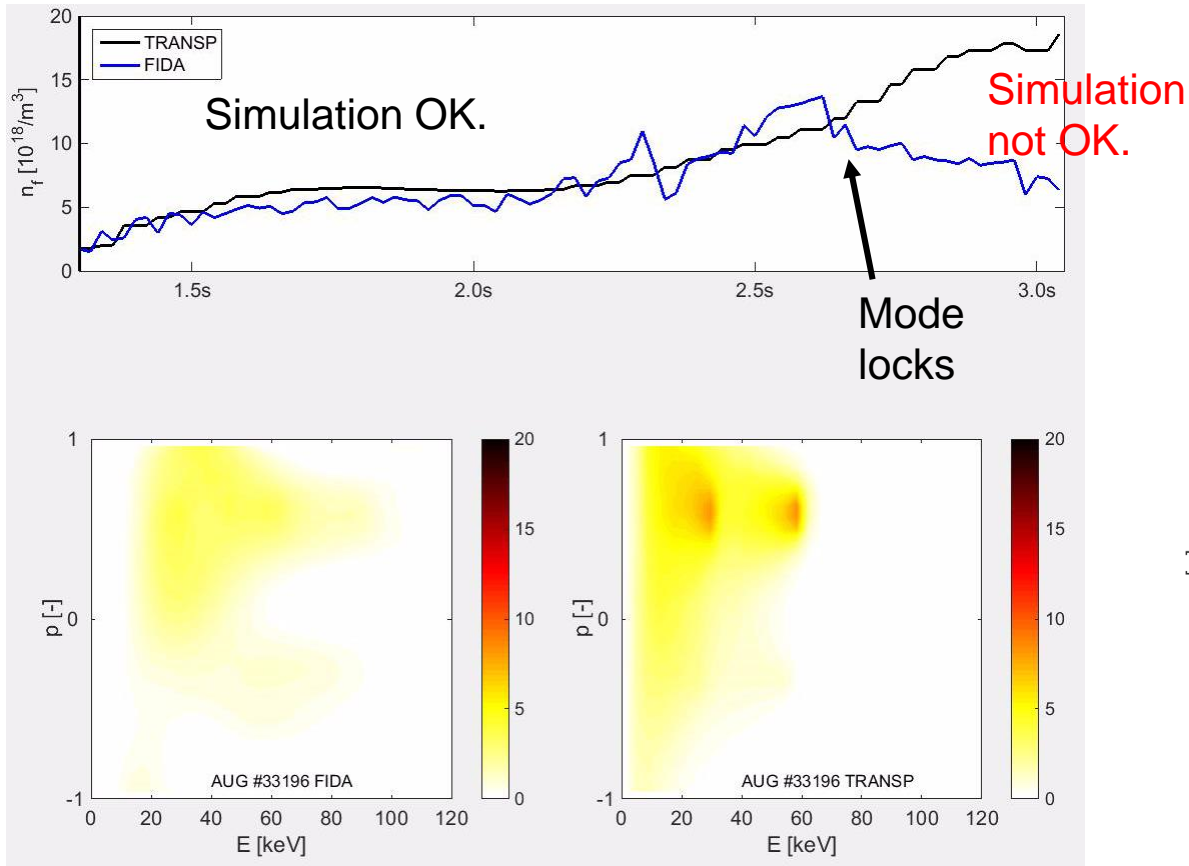 20
TRANSP
FIDA
15
Simulation OK.
Simulation
not OK.
n_f [10^18/m^3]
10
5
0
1.5s 2.0s 2.5s 3.0s
Mode
locks
1 20 1 20
15 15
p [-] 0 10 p [-] 0 10
5 5
AUG #33196 FIDA AUG #33196 TRANSP
-1 0 -1 0
0 20 40 60 80 100 120 0 20 40 60 80 100 120
E [keV] E [keV]